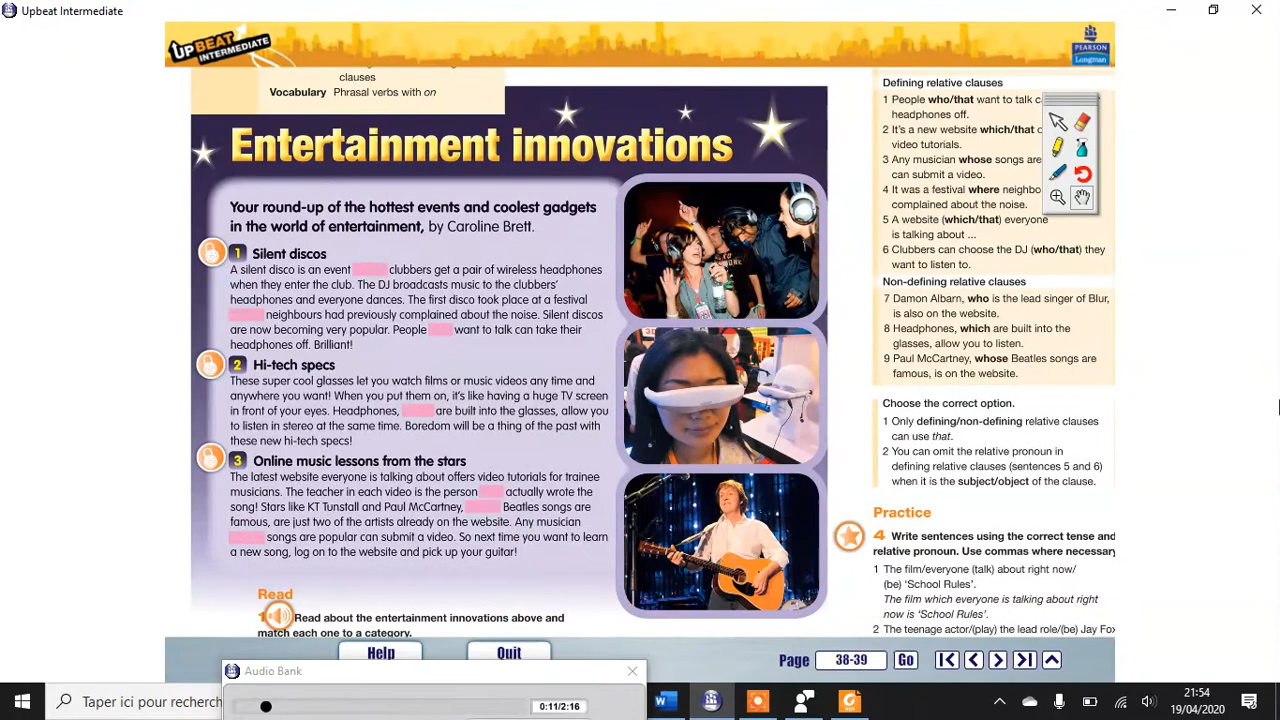 Upbeat Intermediate
UPBEAT
INTERMEDIATE
PEARSON
Longman
clauses
Vocabulary Phrasal verbs with on
Entertainment innovations
Your round-up of the hottest events and coolest gadgets
in the world of entertainment, by Caroline Brett.
1 Silent discos
A silent disco is an event clubbers get a pair of wireless headphones
when they enter the club. The DJ broadcasts music to the clubbers'
headphones and everyone dances. The first disco took place at a festival
neighbours had previously complained about the noise. Silent discos
are now becoming very popular. People want to talk can take their
headphones off. Brilliant!
2 Hi-tech specs
These super cool glasses let you watch films or music videos any time and
anywhere you want! When you put them on, it's like having a huge TV screen
in front of your eyes. Headphones, are built into the glasses, allow you
to listen in stereo at the same time. Boredom will be a thing of the past with
these new hi-tech specs!
3 Online music lessons from the stars
The latest website everyone is talking about offers video tutorials for trainee
musicians. The teacher in each video is the person actually wrote the
song! Stars like KT Tunstall and Paul McCartney, Beatles songs are
famous, are just two of the artists already on the website. Any musician
songs are popular can submit a video. So next time you want to learn
a new song, log on to the website and pick up your guitar!
Read
1 Read about the entertainment innovations above and
match each one to a category.
Defining relative clauses
1 People who/that want to talk c
headphones off.
2 It's a new website which/that o
video tutorials.
3 Any musician whose songs are
can submit a video.
4 It was a festival where neighbo
complained about the noise.
5 A website (which/that) everyone
is talking about ...
6 Clubbers can choose the DJ (who/that) they
want to listen to.
Non-defining relative clauses
7 Damon Albarn, who is the lead singer of Blur,
is also on the website.
8 Headphones, which are built into the
glasses, allow you to listen.
9 Paul McCartney, whose Beatles songs are
famous, is on the website.
Choose the correct option.
1 Only defining/non-defining relative clauses
can use that.
2 You can omit the relative pronoun in
defining relative clauses (sentences 5 and 6)
when it is the subject/object of the clause.
Practice
4 Write sentences using the correct tense and
relative pronoun. Use commas where necessary
1 The film/everyone (talk) about right now/
(be) 'School Rules'.
The film which everyone is talking about right
now is 'School Rules'.
2 The teenage actor/(play) the lead role/(be) Jay Fox
Help
Quit
Page 38-39 Go
Audio Bank
0:11/2:16
Taper ici pour recherch
21:54
19/04/2020